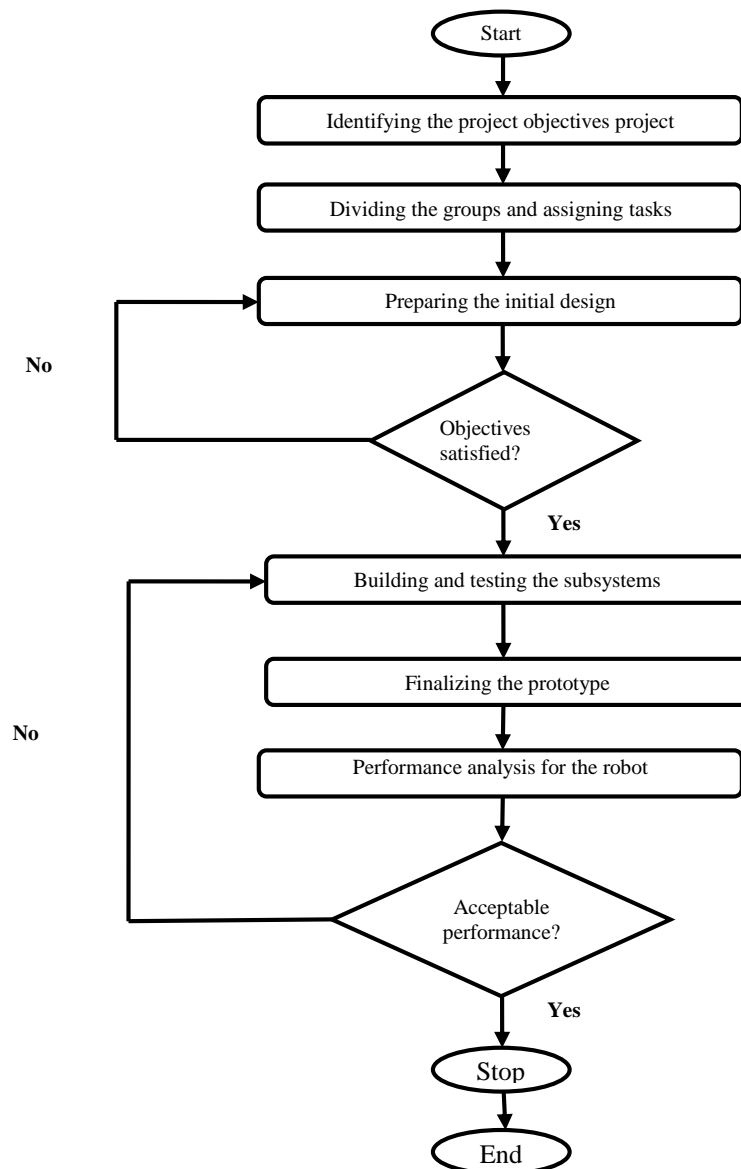 Start
Identifying the project objectives project
Dividing the groups and assigning tasks
Preparing the initial design
No
Objectives
satisfied?
Yes
Building and testing the subsystems
Finalizing the prototype
No
Performance analysis for the robot
Acceptable
performance?
Yes
Stop
End